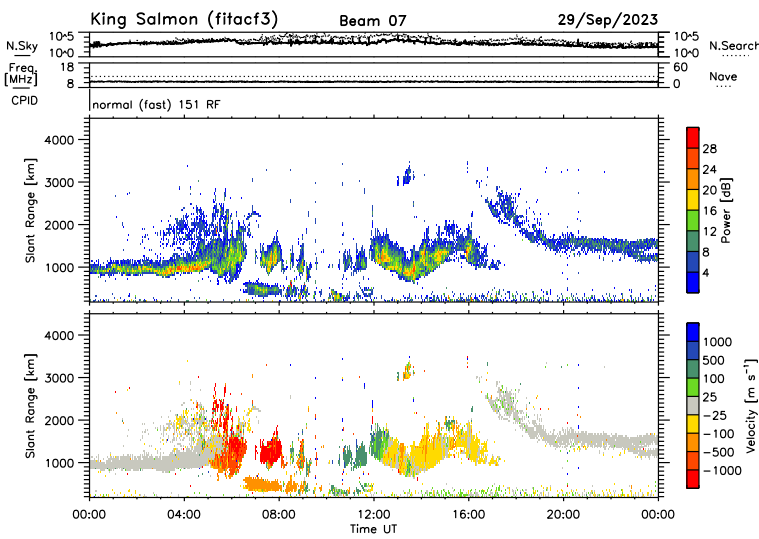 King Salmon (fitacf3) Beam 07 29/Sep/2023
N.Sky 10^5 10^0 10^5 10^0 N.Search
Freq. [MHz] 18 8 60 0 Nave
CPID normal (fast) 151 RF
Slant Range [km]
4000
3000
2000
1000
Power [dB]
28
24
20
16
12
8
4
Slant Range [km]
4000
3000
2000
1000
Velocity [m s⁻¹]
1000
500
100
25
−25
−100
−500
−1000
00:00 04:00 08:00 12:00 16:00 20:00 00:00
Time UT